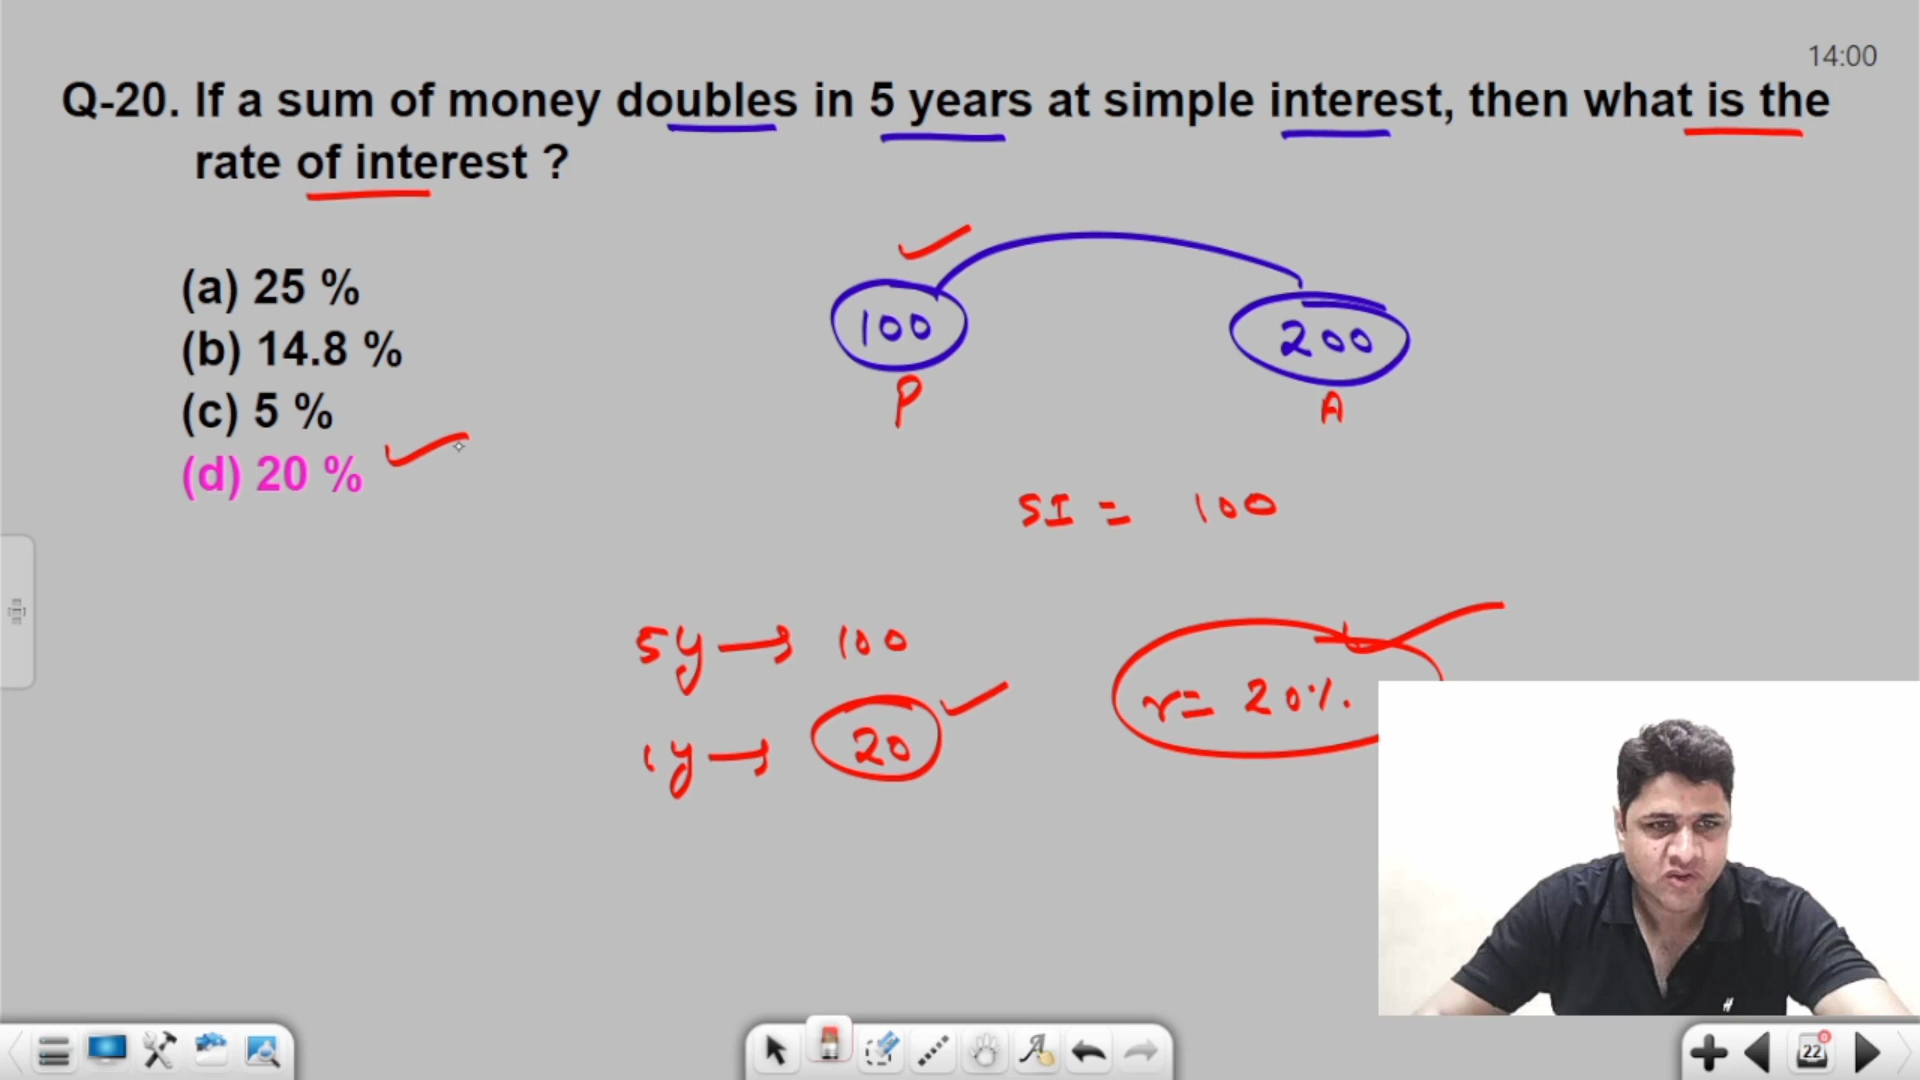 14:00
Q-20. If a sum of money doubles in 5 years at simple interest, then what is the
rate of interest ?
(a) 25 %
(b) 14.8 %
(c) 5 %
(d) 20 %
100
200
P
A
SI = 100
5y → 100
1y → 20
r = 20%.
22